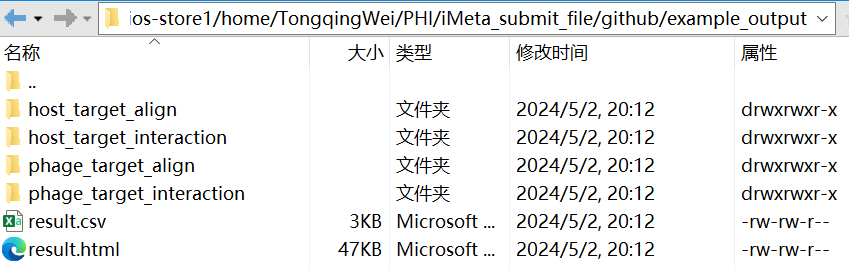 ios-store1/home/TongqingWei/PHI/iMeta_submit_file/github/example_output
名称 大小 类型 修改时间 属性
..
host_target_align 文件夹 2024/5/2, 20:12 drwxrwxr-x
host_target_interaction 文件夹 2024/5/2, 20:12 drwxrwxr-x
phage_target_align 文件夹 2024/5/2, 20:12 drwxrwxr-x
phage_target_interaction 文件夹 2024/5/2, 20:12 drwxrwxr-x
result.csv 3KB Microsoft ... 2024/5/2, 20:12 -rw-rw-r--
result.html 47KB Microsoft ... 2024/5/2, 20:12 -rw-rw-r--